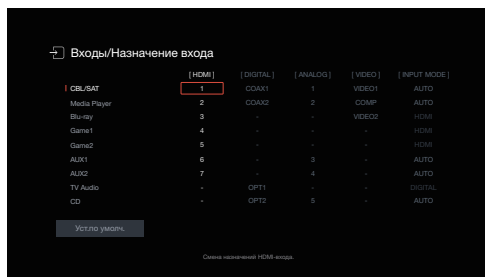 Входы/Назначение входа
[ HDMI ] [ DIGITAL ] [ ANALOG ] [ VIDEO ] [ INPUT MODE ]
CBL/SAT 1 COAX1 1 VIDEO1 AUTO
Media Player 2 COAX2 2 COMP AUTO
Blu-ray 3 - - VIDEO2 HDMI
Game1 4 - - - HDMI
Game2 5 - - - HDMI
AUX1 6 - 3 - AUTO
AUX2 7 - 4 - AUTO
TV Audio - OPT1 - - DIGITAL
CD - OPT2 5 - AUTO
Уст.по умолч.
Смена назначений HDMI-входа.